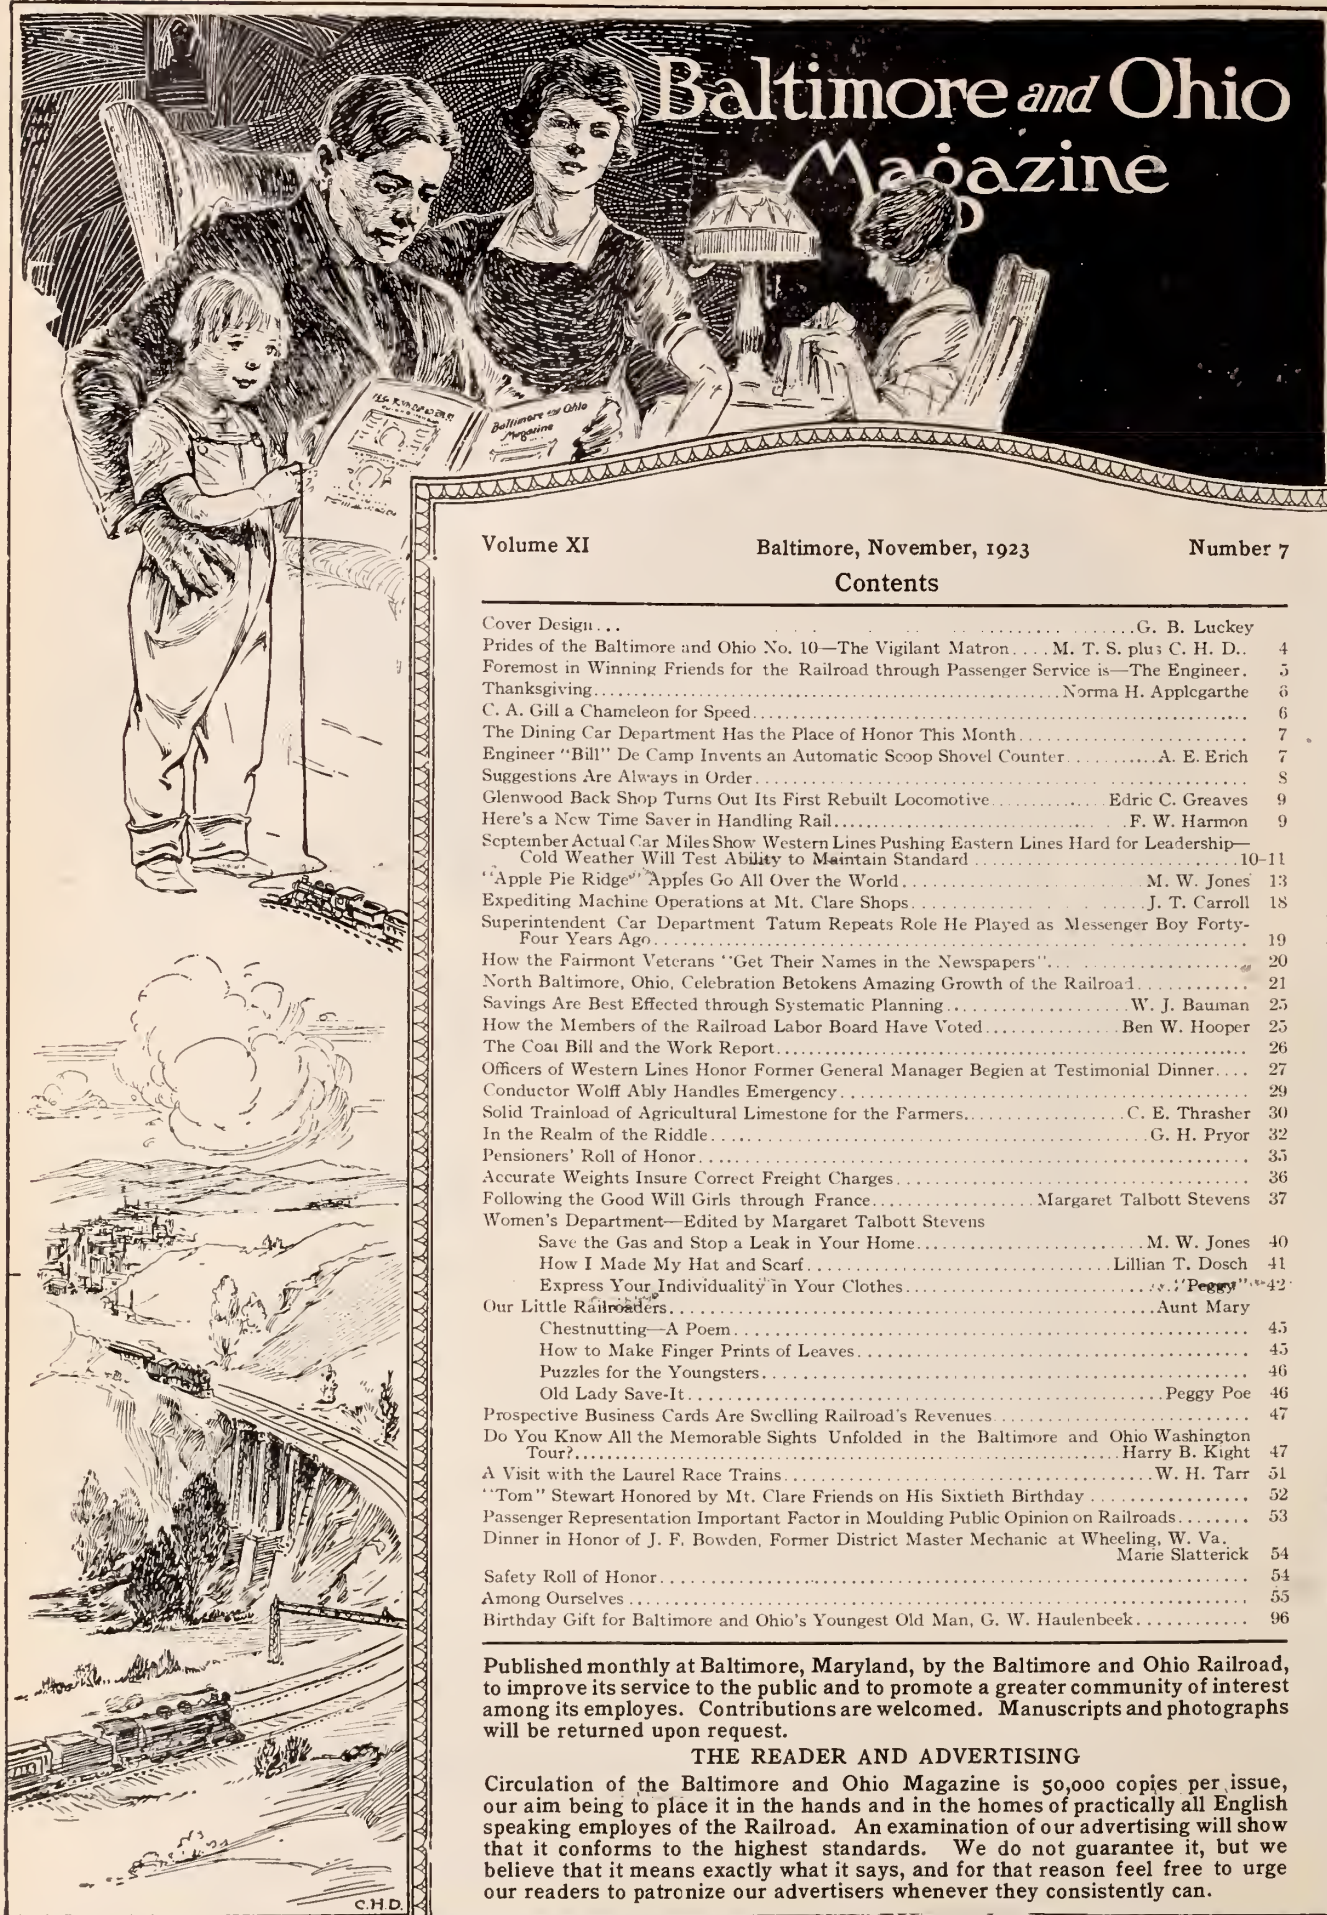 Baltimore and Ohio
Magazine
Baltimore and Ohio
Magazine
Volume XI Baltimore, November, 1923 Number 7
Contents
Cover Design... G. B. Luckey
Prides of the Baltimore and Ohio No. 10—The Vigilant Matron.... M. T. S. plus C. H. D.. 4
Foremost in Winning Friends for the Railroad through Passenger Service is—The Engineer. 5
Thanksgiving... Norma H. Applegarthe 6
C. A. Gill a Chameleon for Speed... 6
The Dining Car Department Has the Place of Honor This Month... 7
Engineer "Bill" De Camp Invents an Automatic Scoop Shovel Counter... A. E. Erich 7
Suggestions Are Always in Order... 8
Glenwood Back Shop Turns Out Its First Rebuilt Locomotive... Edric C. Greaves 9
Here's a New Time Saver in Handling Rail... F. W. Harmon 9
September Actual Car Miles Show Western Lines Pushing Eastern Lines Hard for Leadership—
Cold Weather Will Test Ability to Maintain Standard... 10-11
"Apple Pie Ridge" Apples Go All Over the World... M. W. Jones 13
Expediting Machine Operations at Mt. Clare Shops... J. T. Carroll 18
Superintendent Car Department Tatum Repeats Role He Played as Messenger Boy Forty-
Four Years Ago... 19
How the Fairmont Veterans "Get Their Names in the Newspapers"... 20
North Baltimore, Ohio, Celebration Betokens Amazing Growth of the Railroad... 21
Savings Are Best Effected through Systematic Planning... W. J. Bauman 25
How the Members of the Railroad Labor Board Have Voted... Ben W. Hooper 25
The Coal Bill and the Work Report... 26
Officers of Western Lines Honor Former General Manager Begien at Testimonial Dinner.... 27
Conductor Wolff Ably Handles Emergency... 29
Solid Trainload of Agricultural Limestone for the Farmers... C. E. Thrasher 30
In the Realm of the Riddle... G. H. Pryor 32
Pensioners' Roll of Honor... 35
Accurate Weights Insure Correct Freight Charges... 36
Following the Good Will Girls through France... Margaret Talbott Stevens 37
Women's Department—Edited by Margaret Talbott Stevens
Save the Gas and Stop a Leak in Your Home... M. W. Jones 40
How I Made My Hat and Scarf... Lillian T. Dosch 41
Express Your Individuality in Your Clothes... "Peggy" 42
Our Little Railroaders... Aunt Mary
Chestnutting—A Poem... 45
How to Make Finger Prints of Leaves... 45
Puzzles for the Youngsters... 46
Old Lady Save-It... Peggy Poe 46
Prospective Business Cards Are Swelling Railroad's Revenues... 47
Do You Know All the Memorable Sights Unfolded in the Baltimore and Ohio Washington
Tour?... Harry B. Kight 47
A Visit with the Laurel Race Trains... W. H. Tarr 51
"Tom" Stewart Honored by Mt. Clare Friends on His Sixtieth Birthday... 52
Passenger Representation Important Factor in Moulding Public Opinion on Railroads... 53
Dinner in Honor of J. F. Bowden, Former District Master Mechanic at Wheeling, W. Va.
Marie Slatterick 54
Safety Roll of Honor... 54
Among Ourselves... 55
Birthday Gift for Baltimore and Ohio's Youngest Old Man, G. W. Haulenbeek... 96
Published monthly at Baltimore, Maryland, by the Baltimore and Ohio Railroad,
to improve its service to the public and to promote a greater community of interest
among its employes. Contributions are welcomed. Manuscripts and photographs
will be returned upon request.
THE READER AND ADVERTISING
Circulation of the Baltimore and Ohio Magazine is 50,000 copies per issue,
our aim being to place it in the hands and in the homes of practically all English
speaking employes of the Railroad. An examination of our advertising will show
that it conforms to the highest standards. We do not guarantee it, but we
believe that it means exactly what it says, and for that reason feel free to urge
our readers to patronize our advertisers whenever they consistently can.
C.H.D.